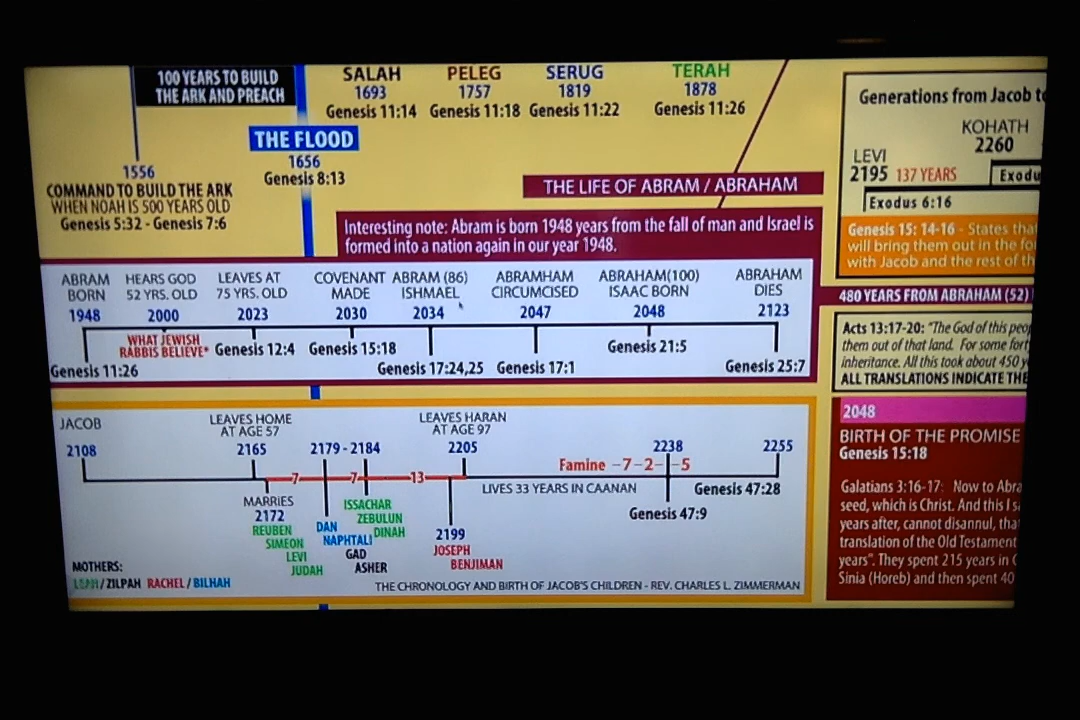 100 YEARS TO BUILD
THE ARK AND PREACH
SALAH
1693
Genesis 11:14
PELEG
1757
Genesis 11:18
SERUG
1819
Genesis 11:22
TERAH
1878
Genesis 11:26
THE FLOOD
1656
Genesis 8:13
1556
COMMAND TO BUILD THE ARK
WHEN NOAH IS 500 YEARS OLD
Genesis 5:32 - Genesis 7:6
THE LIFE OF ABRAM / ABRAHAM
Interesting note: Abram is born 1948 years from the fall of man and Israel is
formed into a nation again in our year 1948.
ABRAM
BORN
1948
Genesis 11:26
HEARS GOD
52 YRS. OLD
2000
WHAT JEWISH
RABBIS BELIEVE*
LEAVES AT
75 YRS. OLD
2023
Genesis 12:4
COVENANT
MADE
2030
Genesis 15:18
ABRAM (86)
ISHMAEL
2034
Genesis 17:24,25
ABRAMHAM
CIRCUMCISED
2047
Genesis 17:1
ABRAHAM(100)
ISAAC BORN
2048
Genesis 21:5
ABRAHAM
DIES
2123
Genesis 25:7
JACOB
2108
LEAVES HOME
AT AGE 57
2165
2179 - 2184
LEAVES HARAN
AT AGE 97
2205
2238
2255
7
7
13
Famine -7-2- -5
LIVES 33 YEARS IN CAANAN
Genesis 47:28
Genesis 47:9
MARRIES
2172
REUBEN
SIMEON
LEVI
JUDAH
DAN
NAPHTALI
GAD
ASHER
ISSACHAR
ZEBULUN
DINAH
2199
JOSEPH
BENJIMAN
MOTHERS:
LEAH/ZILPAH RACHEL / BILHAH
THE CHRONOLOGY AND BIRTH OF JACOB'S CHILDREN - REV. CHARLES L. ZIMMERMAN
Generations from Jacob to
KOHATH
2260
LEVI
2195 137 YEARS
Exodu
Exodus 6:16
Genesis 15: 14-16 - States that
will bring them out in the fo
with Jacob and the rest of th
480 YEARS FROM ABRAHAM (52)
Acts 13:17-20: "The God of this peop
them out of that land. For some fort
inheritance. All this took about 450 y
ALL TRANSLATIONS INDICATE THE
2048
BIRTH OF THE PROMISE
Genesis 15:18
Galatians 3:16-17: Now to Abra
seed, which is Christ. And this I s
years after, cannot disannul, tha
translation of the Old Testament
years". They spent 215 years in C
Sinia (Horeb) and then spent 40